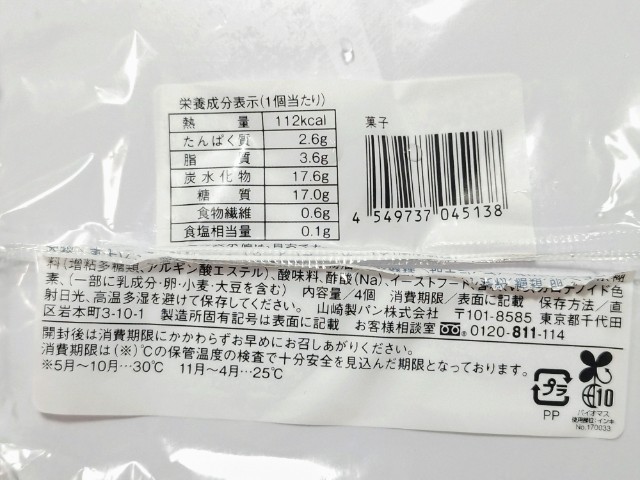 栄養成分表示(1個当たり)
熱量 112kcal
たんぱく質 2.6g
脂質 3.6g
炭水化物 17.6g
糖質 17.0g
食物繊維 0.6g
食塩相当量 0.1g
菓子
4 549737 045138
料(増粘多糖類、アルギン酸エステル)、酸味料、酢酸(Na)、イーストフード、
素、(一部に乳成分・卵・小麦・大豆を含む) 内容量/4個 消費期限/表面に記載 保存方法/直
射日光、高温多湿を避けて保存してください。 山崎製パン株式会社 〒101-8585 東京都千代田
区岩本町3-10-1 製造所固有記号は表面に記載 お客様相談室 0120-811-114
開封後は消費期限にかかわらずお早めにお召しあがりください。
消費期限は(※)℃の保管温度の検査で十分安全を見込んだ期限となっております。
※5月〜10月…30℃ 11月〜4月…25℃
プラ
PP
10
バイオマス
使用部位:インキ
No.170033